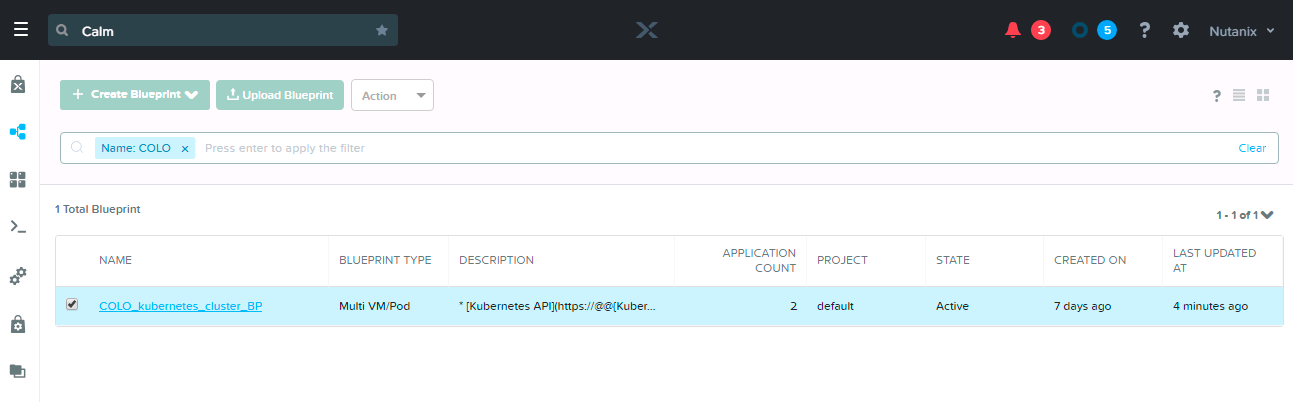 Calm
3
5
?
Nutanix
Create Blueprint
Upload Blueprint
Action
?
Name: COLO × Press enter to apply the filter
Clear
1 Total Blueprint
1 - 1 of 1
NAME
BLUEPRINT TYPE
DESCRIPTION
APPLICATION COUNT
PROJECT
STATE
CREATED ON
LAST UPDATED AT
COLO_kubernetes_cluster_BP
Multi VM/Pod
* [Kubernetes API](https://@@{Kuber...
2
default
Active
7 days ago
4 minutes ago